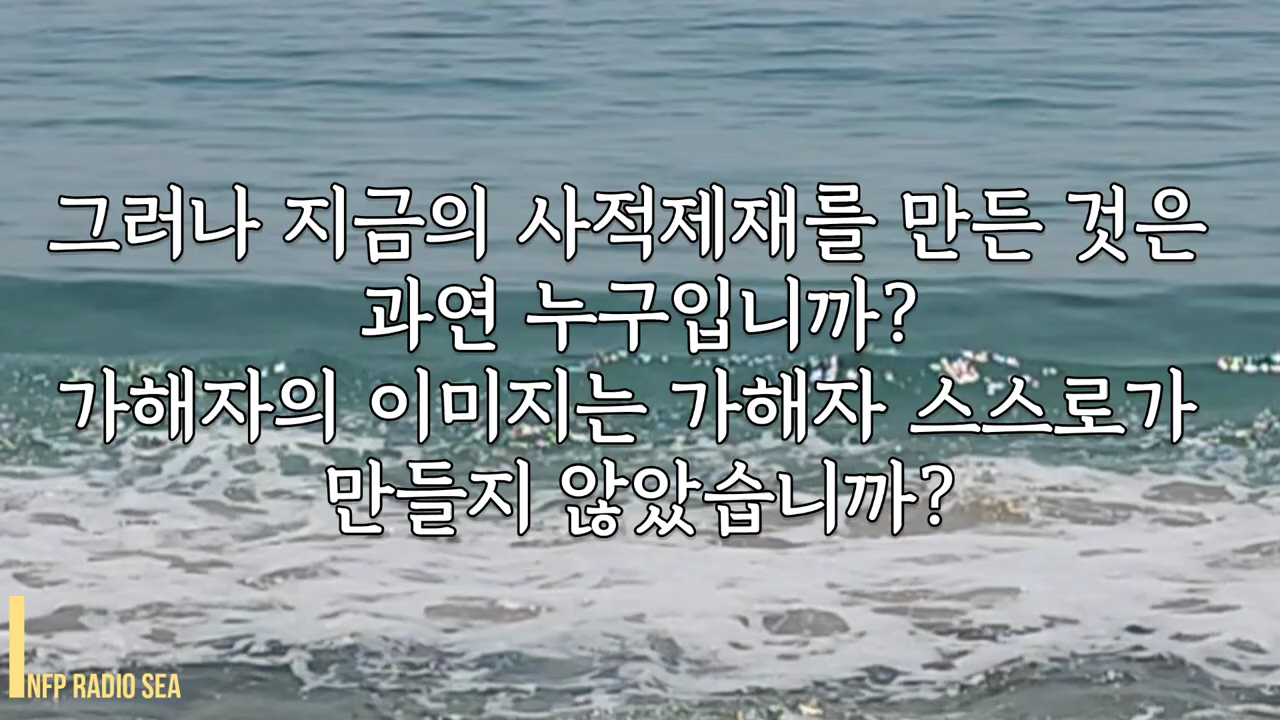 그러나 지금의 사적제재를 만든 것은
과연 누구입니까?
가해자의 이미지는 가해자 스스로가
만들지 않았습니까?
NFP RADIO SEA